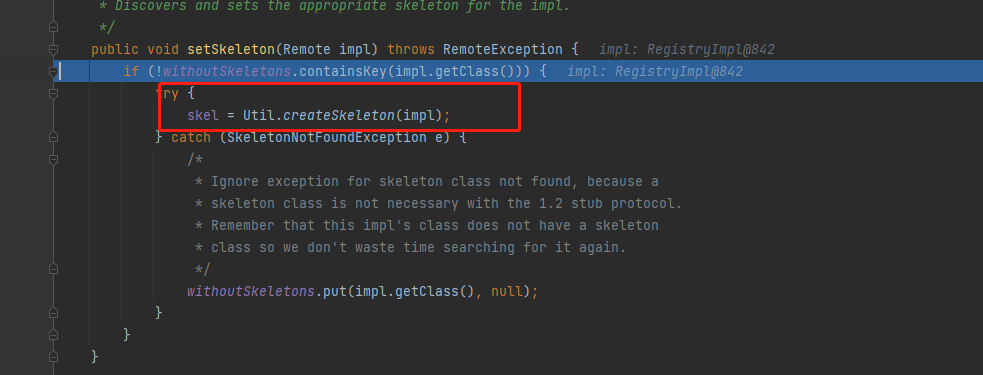 * Discovers and sets the appropriate skeleton for the impl.
*/
public void setSkeleton(Remote impl) throws RemoteException {   impl: RegistryImpl@842
if (!withoutSkeletons.containsKey(impl.getClass())) {   impl: RegistryImpl@842
try {
skel = Util.createSkeleton(impl);
} catch (SkeletonNotFoundException e) {
/*
* Ignore exception for skeleton class not found, because a
* skeleton class is not necessary with the 1.2 stub protocol.
* Remember that this impl's class does not have a skeleton
* class so we don't waste time searching for it again.
*/
withoutSkeletons.put(impl.getClass(), null);
}
}
}